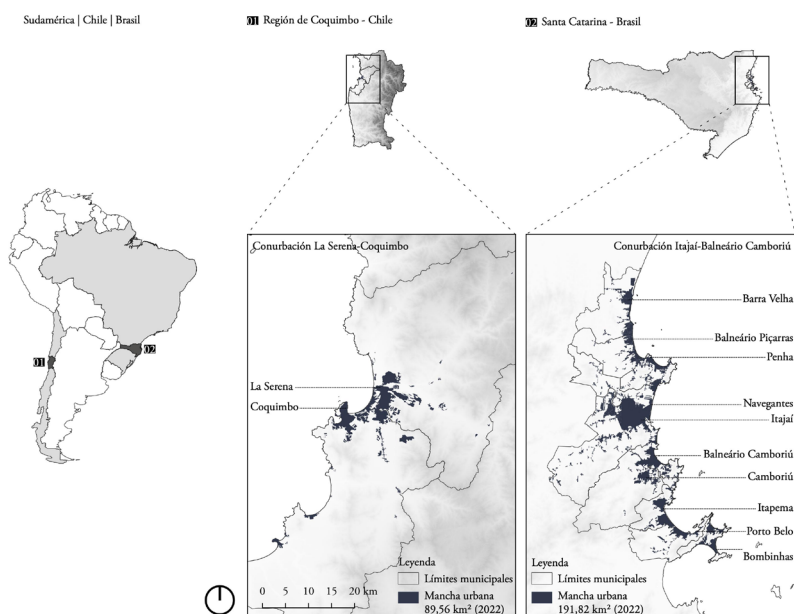 Sudamérica | Chile | Brasil
01 Región de Coquimbo - Chile
02 Santa Catarina - Brasil
01
02
Conurbación La Serena-Coquimbo
La Serena
Coquimbo
Leyenda
Límites municipales
Mancha urbana
89,56 km² (2022)
0 5 10 15 20 km
Conurbación Itajaí-Balneário Camboriú
Barra Velha
Balneário Piçarras
Penha
Navegantes
Itajaí
Balneário Camboriú
Camboriú
Itapema
Porto Belo
Bombinhas
Leyenda
Límites municipales
Mancha urbana
191,82 km² (2022)